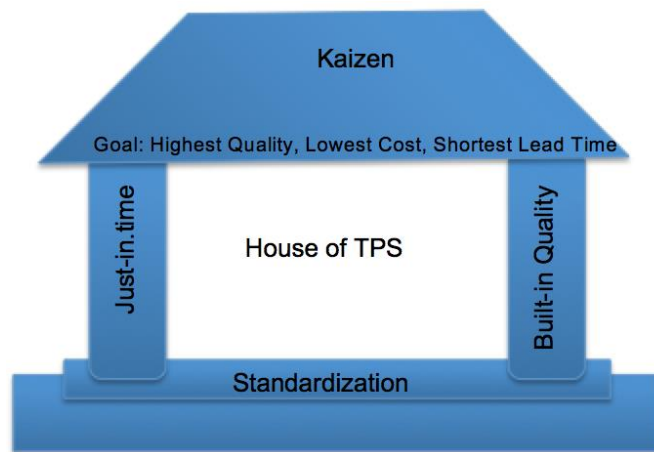 Kaizen
Goal: Highest Quality, Lowest Cost, Shortest Lead Time
Just-in.time
House of TPS
Built-in Quality
Standardization